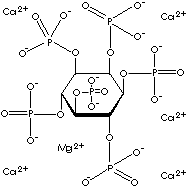 Ca²⁺ O O⁻ O⁻ O⁻ Ca²⁺
P P
O⁻ O
O O O⁻
O⁻ O P O
O⁻ O P O⁻
O P O O O⁻
Ca²⁺
O⁻ O
Mg²⁺ O⁻
Ca²⁺ P O⁻ Ca²⁺
O